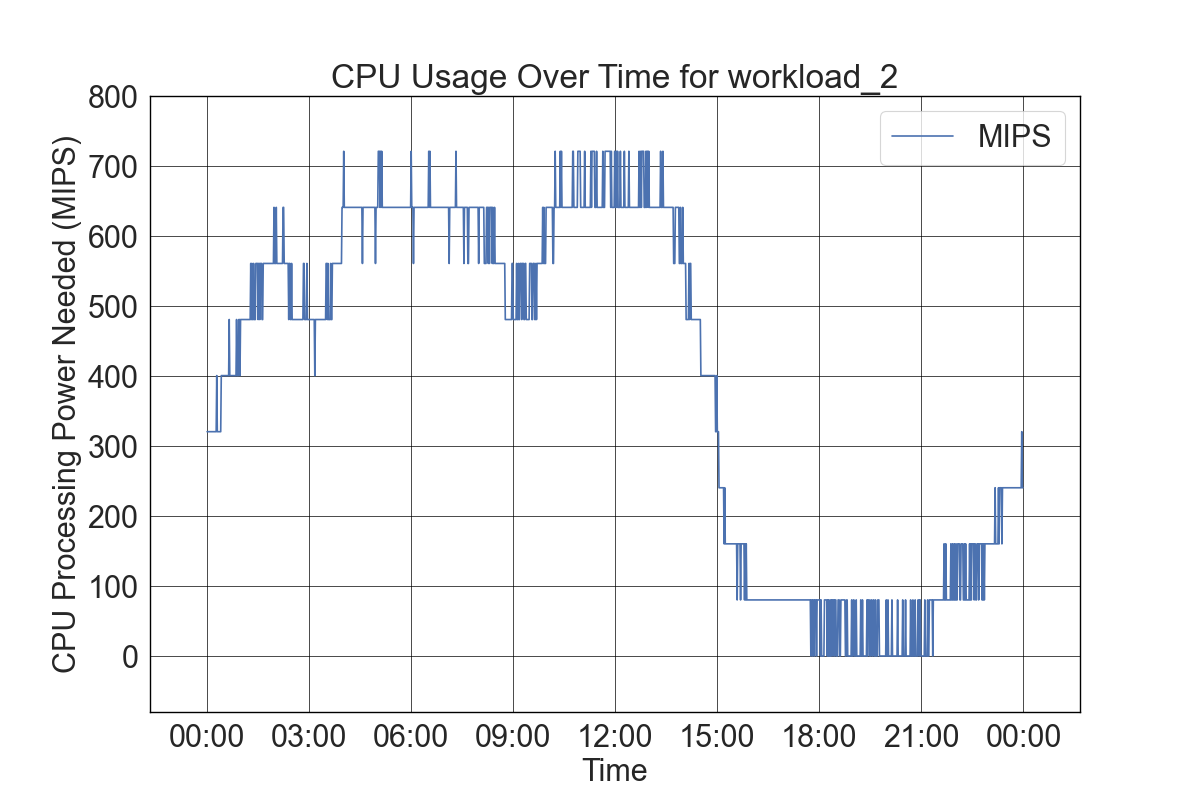 CPU Usage Over Time for workload_2
MIPS
CPU Processing Power Needed (MIPS)
800
700
600
500
400
300
200
100
0
00:00 03:00 06:00 09:00 12:00 15:00 18:00 21:00 00:00
Time